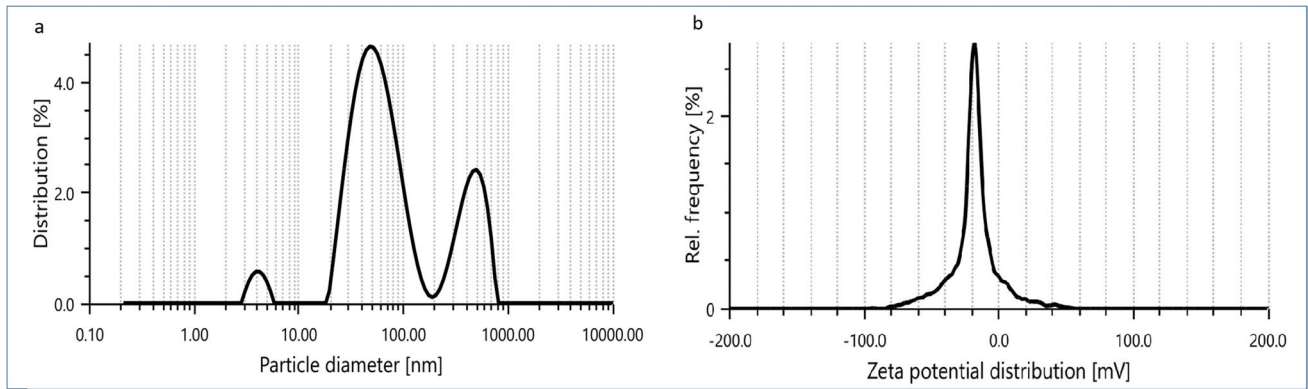 a
Distribution [%]
4.0
2.0
0.0
0.10 1.00 10.00 100.00 1000.00 10000.00
Particle diameter [nm]
b
Rel. frequency [%]
2
0
-200.0 -100.0 0.0 100.0 200.0
Zeta potential distribution [mV]